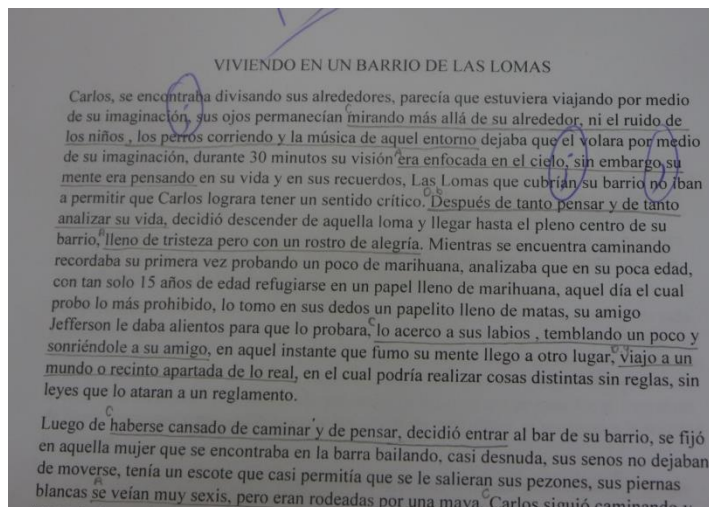 VIVIENDO EN UN BARRIO DE LAS LOMAS
Carlos, se encontraba divisando sus alrededores, parecía que estuviera viajando por medio
de su imaginación, sus ojos permanecían mirando más allá de su alrededor, ni el ruido de
los niños , los perros corriendo y la música de aquel entorno dejaba que el volara por medio
de su imaginación, durante 30 minutos su visión era enfocada en el cielo, sin embargo, su
mente era pensando en su vida y en sus recuerdos, Las Lomas que cubrían su barrio no iban
a permitir que Carlos lograra tener un sentido crítico. Después de tanto pensar y de tanto
analizar su vida, decidió descender de aquella loma y llegar hasta el pleno centro de su
barrio, lleno de tristeza pero con un rostro de alegría. Mientras se encuentra caminando
recordaba su primera vez probando un poco de marihuana, analizaba que en su poca edad,
con tan solo 15 años de edad refugiarse en un papel lleno de marihuana, aquel día el cual
probo lo más prohibido, lo tomo en sus dedos un papelito lleno de matas, su amigo
Jefferson le daba alientos para que lo probara, lo acerco a sus labios , temblando un poco y
sonriéndole a su amigo, en aquel instante que fumo su mente llego a otro lugar, viajo a un
mundo o recinto apartada de lo real, en el cual podría realizar cosas distintas sin reglas, sin
leyes que lo ataran a un reglamento.
Luego de haberse cansado de caminar y de pensar, decidió entrar al bar de su barrio, se fijó
en aquella mujer que se encontraba en la barra bailando, casi desnuda, sus senos no dejaban
de moverse, tenía un escote que casi permitía que se le salieran sus pezones, sus piernas
blancas se veían muy sexis, pero eran rodeadas por una maya Carlos siguió caminando